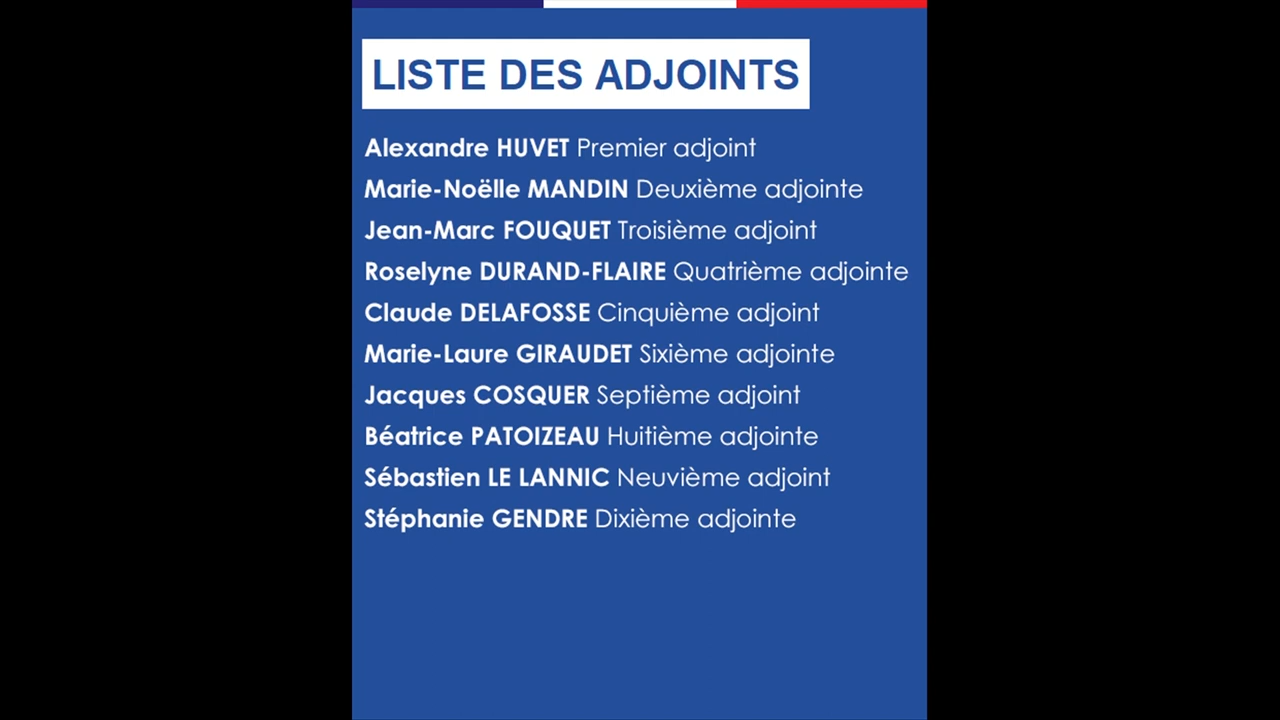 LISTE DES ADJOINTS
Alexandre HUVET Premier adjoint
Marie-Noëlle MANDIN Deuxième adjointe
Jean-Marc FOUQUET Troisième adjoint
Roselyne DURAND-FLAIRE Quatrième adjointe
Claude DELAFOSSE Cinquième adjoint
Marie-Laure GIRAUDET Sixième adjointe
Jacques COSQUER Septième adjoint
Béatrice PATOIZEAU Huitième adjointe
Sébastien LE LANNIC Neuvième adjoint
Stéphanie GENDRE Dixième adjointe